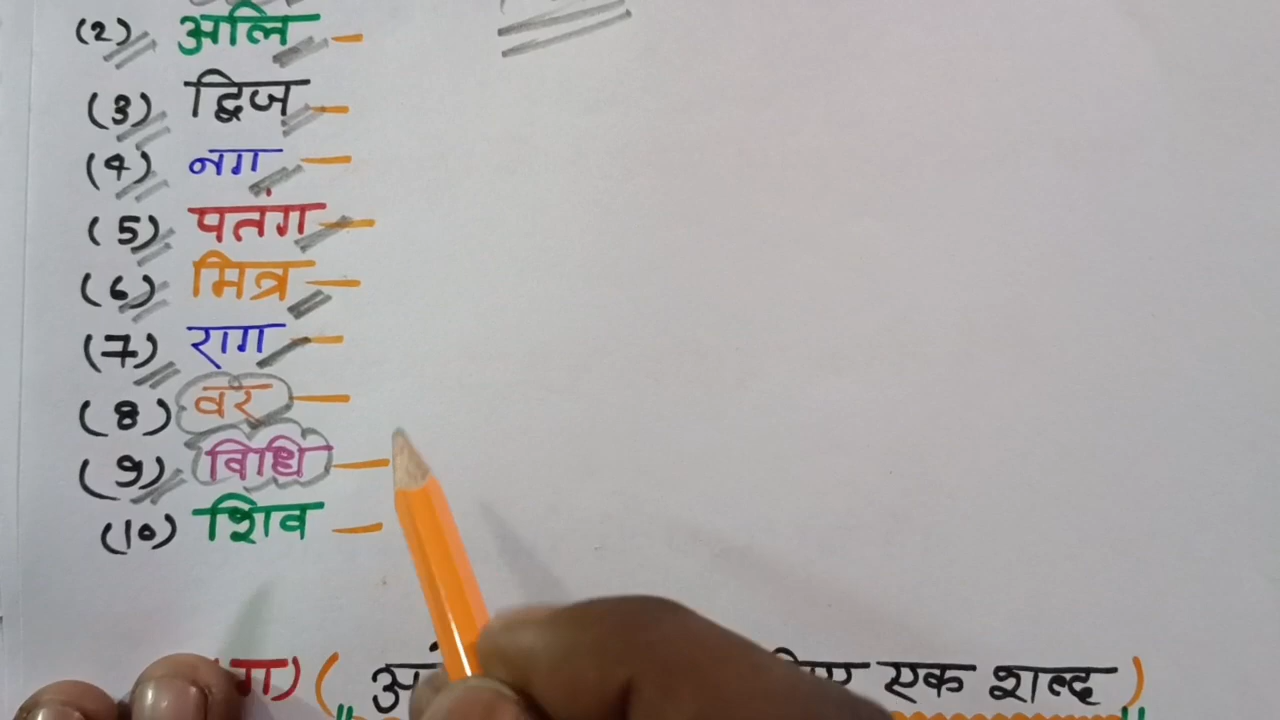 (2) अलि -
(3) द्विज -
(4) नग -
(5) पतंग -
(6) मित्र -
(7) राग -
(8) वर -
(9) विधि -
(10) शिव -
ग) ( एक शब्द )